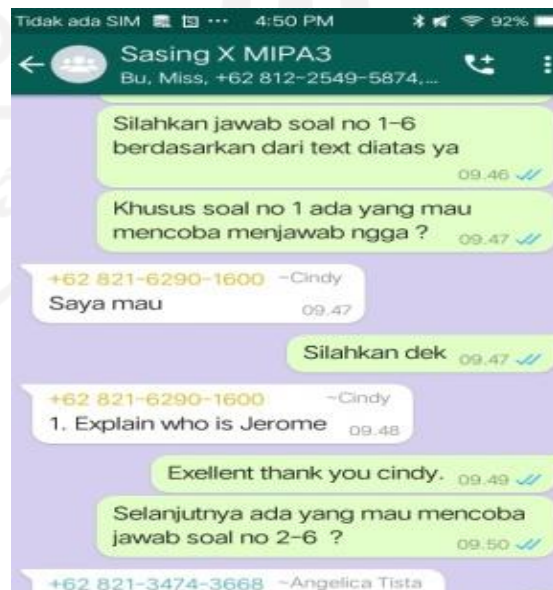 Tidak ada SIM ... 4:50 PM 92%
Sasing X MIPA3
Bu, Miss, +62 812-2549-5874,...
Silahkan jawab soal no 1-6
berdasarkan dari text diatas ya
09.46
Khusus soal no 1 ada yang mau
mencoba menjawab ngga ? 09.47
+62 821-6290-1600 ~Cindy
Saya mau 09.47
Silahkan dek 09.47
+62 821-6290-1600 ~Cindy
1. Explain who is Jerome 09.48
Exellent thank you cindy. 09.49
Selanjutnya ada yang mau mencoba
jawab soal no 2-6 ? 09.50
+62 821-3474-3668 ~Angelica Tista